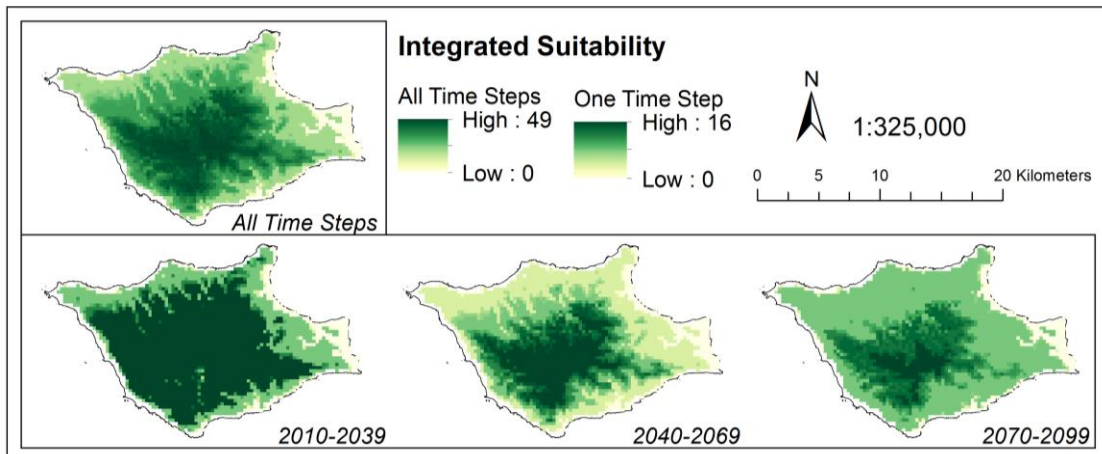 Integrated Suitability
All Time Steps
High : 49
Low : 0
One Time Step
High : 16
Low : 0
N
1:325,000
0 5 10 20 Kilometers
All Time Steps
2010-2039
2040-2069
2070-2099